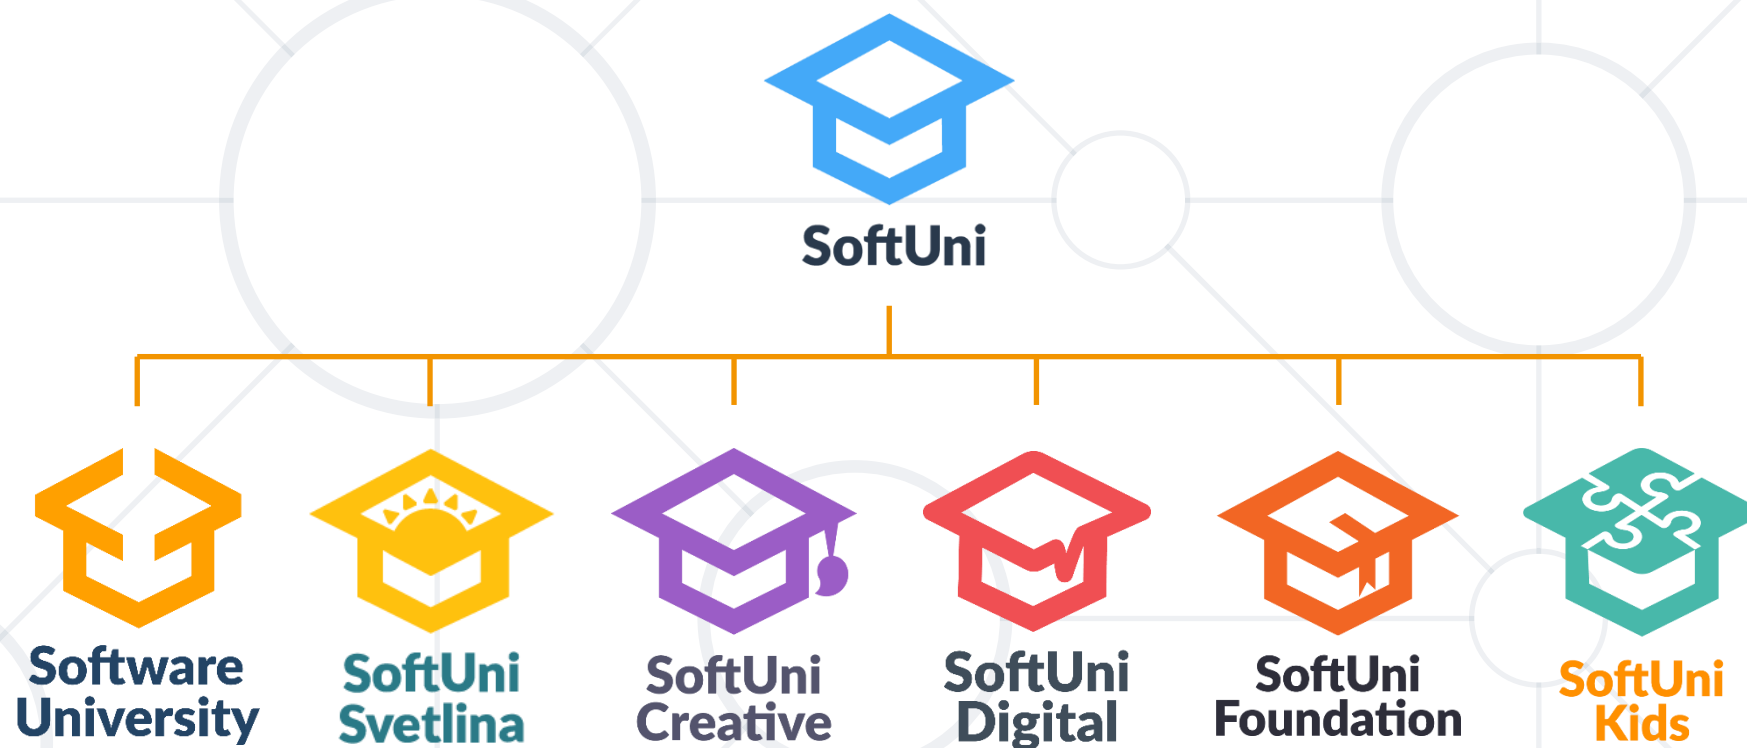 SoftUni
Software
University
SoftUni
Svetlina
SoftUni
Creative
SoftUni
Digital
SoftUni
Foundation
SoftUni
Kids